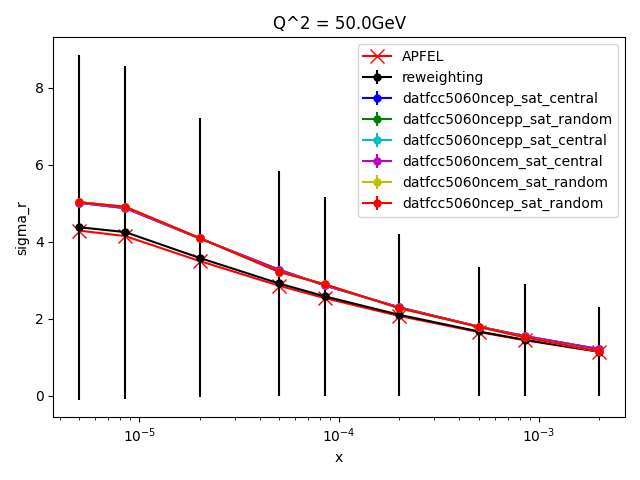 Q^2 = 50.0GeV
APFEL
reweighting
datfcc5060ncep_sat_central
datfcc5060ncepp_sat_random
datfcc5060ncepp_sat_central
datfcc5060ncem_sat_central
datfcc5060ncem_sat_random
datfcc5060ncep_sat_random
sigma_r
8
6
4
2
0
10^{-5}
10^{-4}
10^{-3}
x